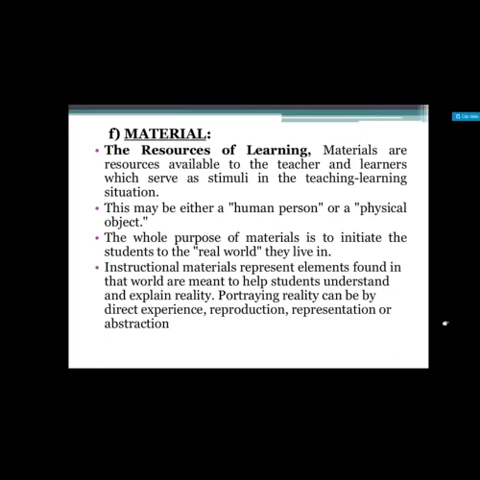 f) MATERIAL:
• The Resources of Learning, Materials are
resources available to the teacher and learners
which serve as stimuli in the teaching-learning
situation.
• This may be either a "human person" or a "physical
object."
• The whole purpose of materials is to initiate the
students to the "real world" they live in.
• Instructional materials represent elements found in
that world are meant to help students understand
and explain reality. Portraying reality can be by
direct experience, reproduction, representation or
abstraction